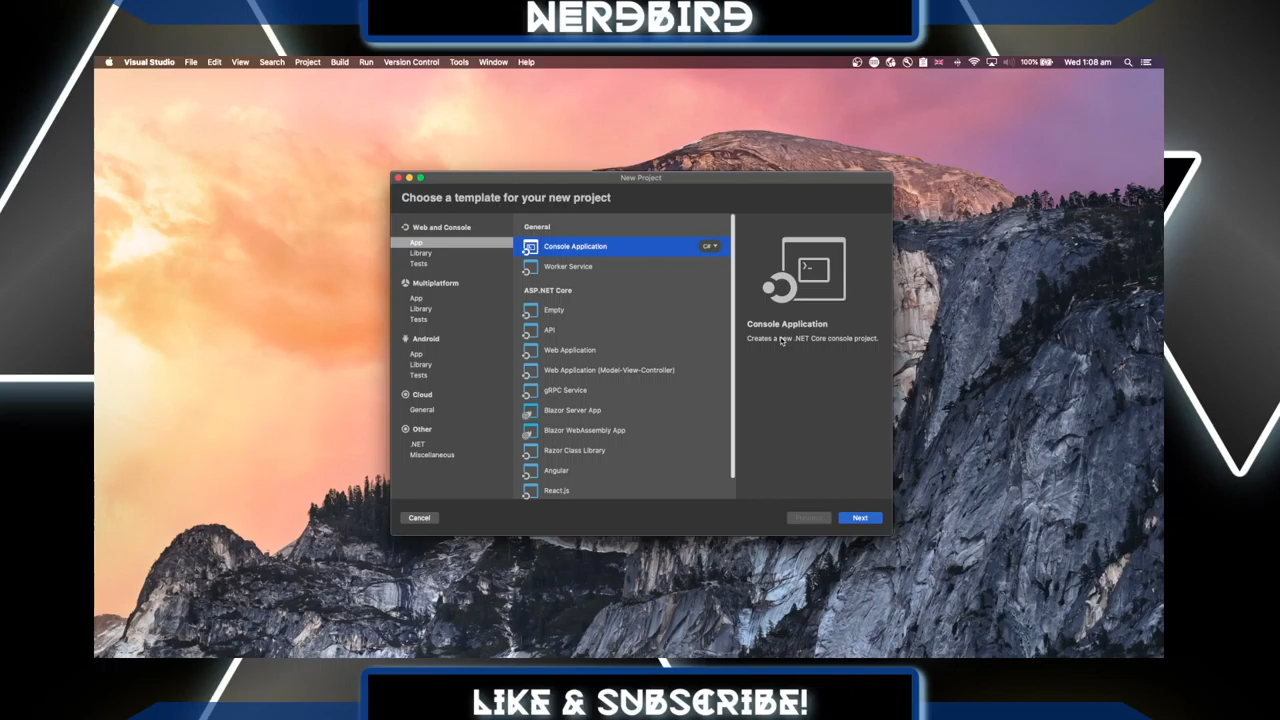 NERDBIRD
Visual Studio File Edit View Search Project Build Run Version Control Tools Window Help 100% Wed 1:08 am
New Project
Choose a template for your new project
Web and Console
App
Library
Tests
Multiplatform
App
Library
Tests
Android
App
Library
Tests
Cloud
General
Other
.NET
Miscellaneous
General
Console Application C#
Worker Service
ASP.NET Core
Empty
API
Web Application
Web Application (Model-View-Controller)
gRPC Service
Blazor Server App
Blazor WebAssembly App
Razor Class Library
Angular
React.js
Console Application
Creates a new .NET Core console project.
Cancel
Previous
Next
LIKE & SUBSCRIBE!